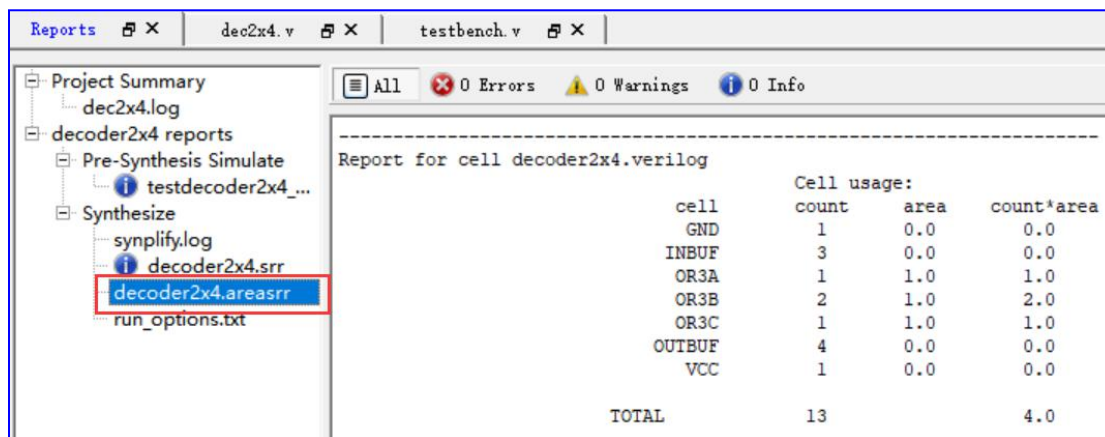 Reports dec2x4.v testbench.v
Project Summary
dec2x4.log
decoder2x4 reports
Pre-Synthesis Simulate
testdecoder2x4_...
Synthesize
synplify.log
decoder2x4.srr
decoder2x4.areasrr
run_options.txt
All 0 Errors 0 Warnings 0 Info
----------------------------------------------------------------------
Report for cell decoder2x4.verilog
Cell usage:
cell count area count*area
GND 1 0.0 0.0
INBUF 3 0.0 0.0
OR3A 1 1.0 1.0
OR3B 2 1.0 2.0
OR3C 1 1.0 1.0
OUTBUF 4 0.0 0.0
VCC 1 0.0 0.0
TOTAL 13 4.0